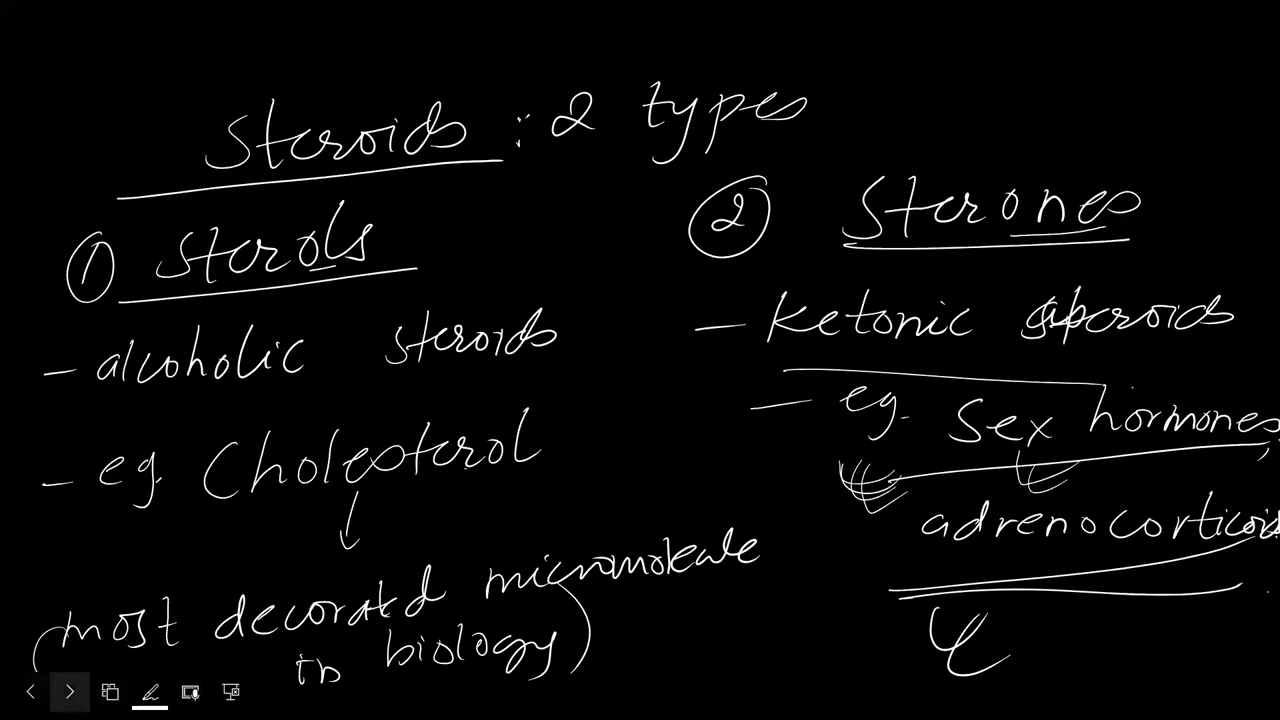 Steroids : 2 types
① Sterols
- alcoholic steroids
- eg. Cholesterol
(most decorated micromolecule
in biology)
② Sterones
- Ketonic steroids
- eg. Sex hormones,
adrenocorticoids